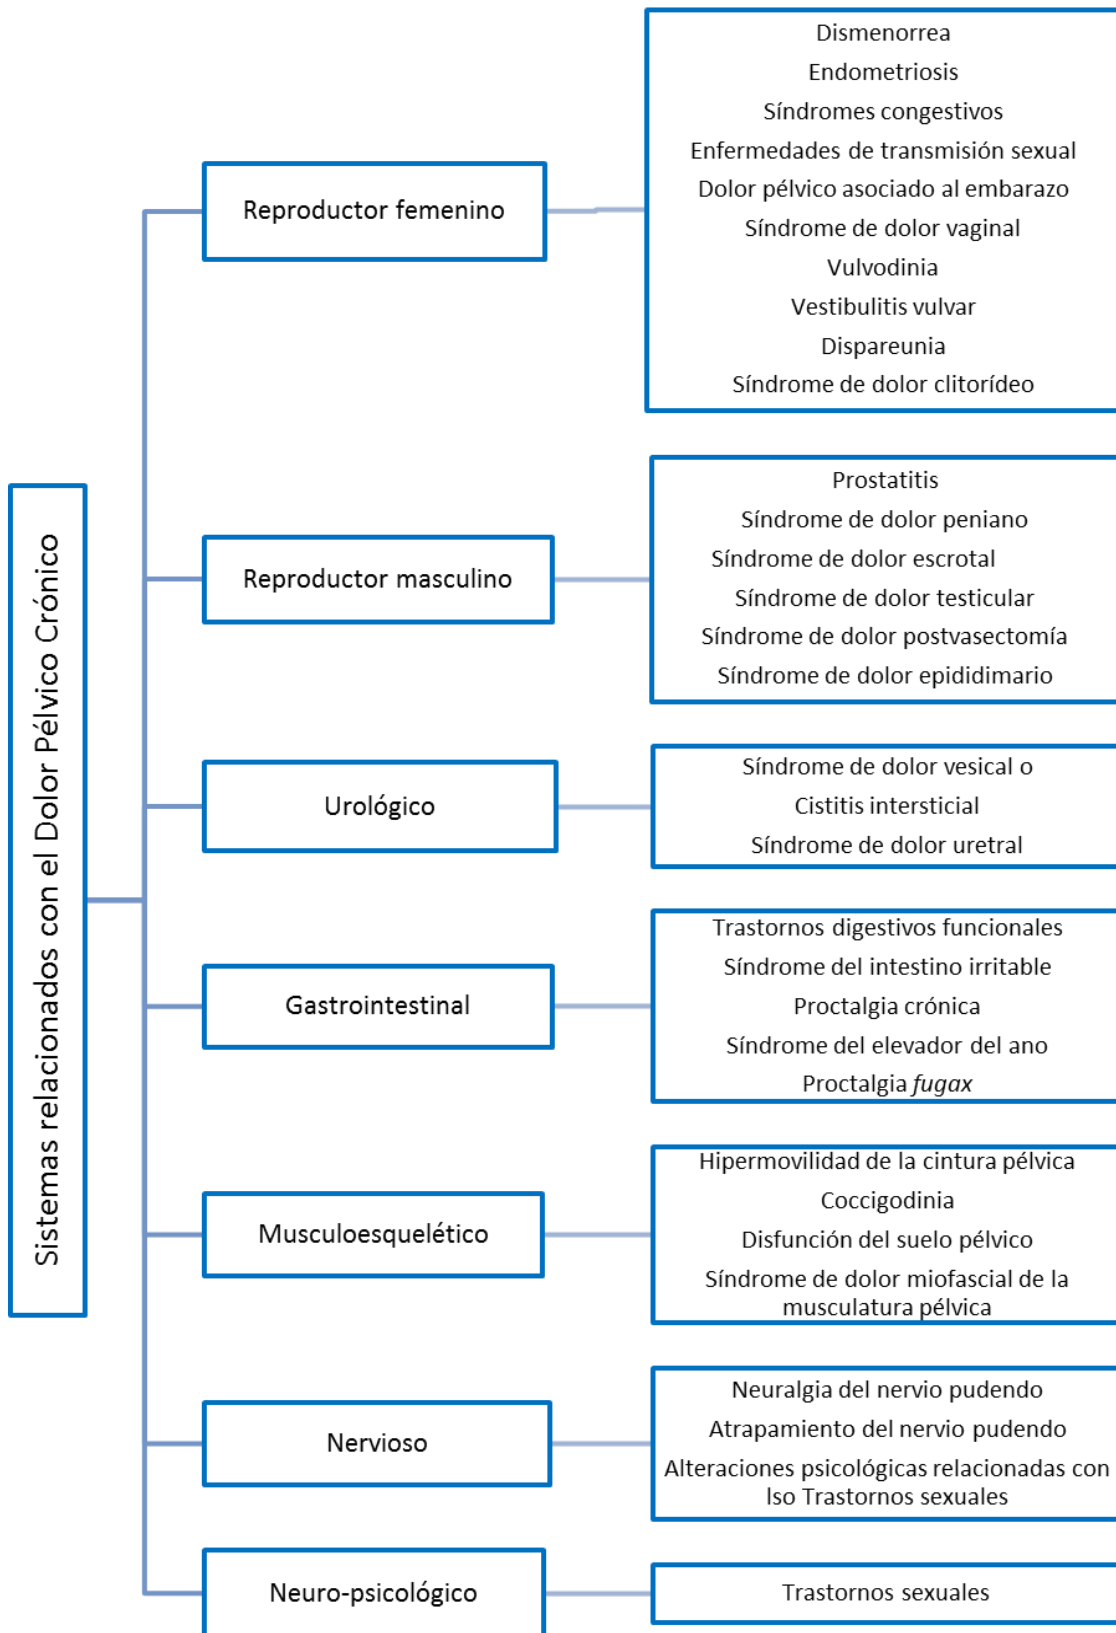 Sistemas relacionados con el Dolor Pélvico Crónico
Reproductor femenino
Dismenorrea
Endometriosis
Síndromes congestivos
Enfermedades de transmisión sexual
Dolor pélvico asociado al embarazo
Síndrome de dolor vaginal
Vulvodinia
Vestibulitis vulvar
Dispareunia
Síndrome de dolor clitorídeo
Reproductor masculino
Prostatitis
Síndrome de dolor peniano
Síndrome de dolor escrotal
Síndrome de dolor testicular
Síndrome de dolor postvasectomía
Síndrome de dolor epididimario
Urológico
Síndrome de dolor vesical o
Cistitis intersticial
Síndrome de dolor uretral
Gastrointestinal
Trastornos digestivos funcionales
Síndrome del intestino irritable
Proctalgia crónica
Síndrome del elevador del ano
Proctalgia fugax
Musculoesquelético
Hipermovilidad de la cintura pélvica
Coccigodinia
Disfunción del suelo pélvico
Síndrome de dolor miofascial de la
musculatura pélvica
Nervioso
Neuralgia del nervio pudendo
Atrapamiento del nervio pudendo
Alteraciones psicológicas relacionadas con
lso Trastornos sexuales
Neuro-psicológico
Trastornos sexuales